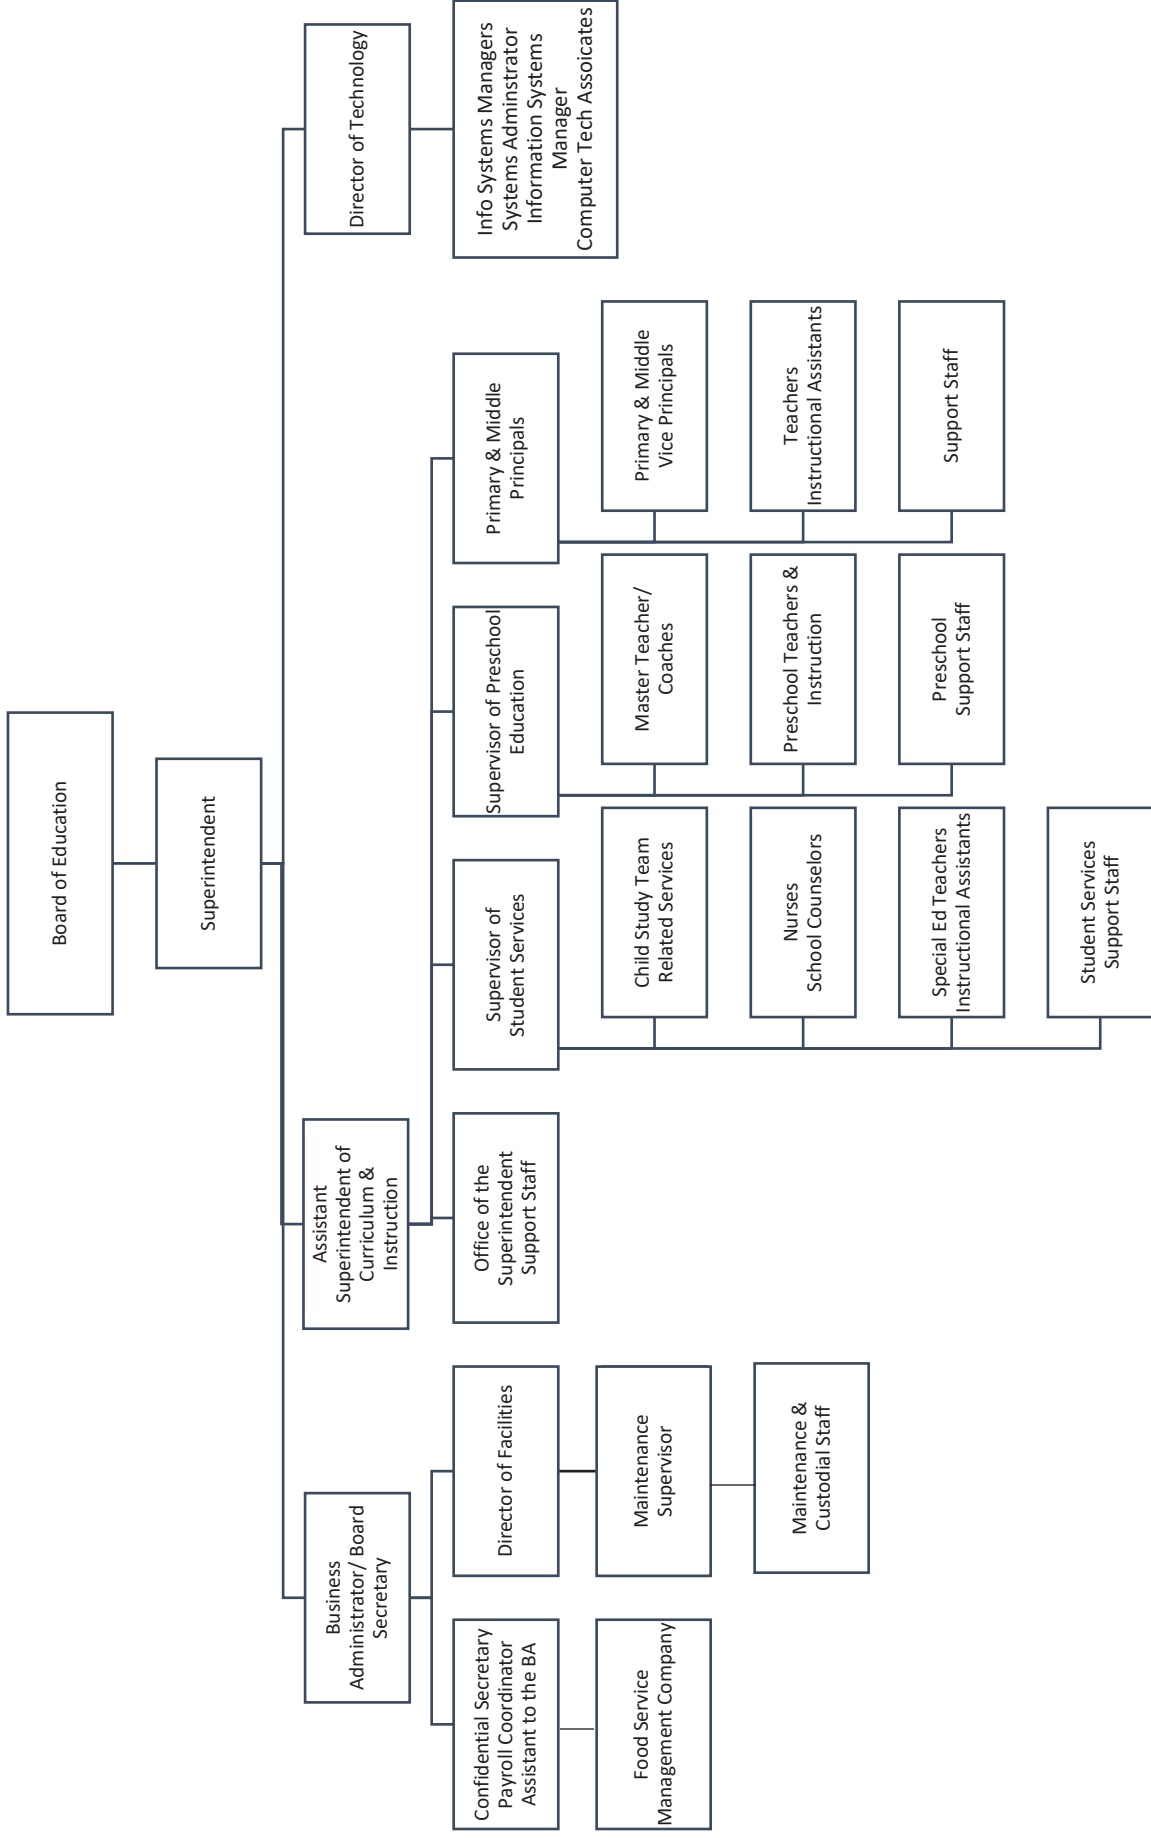 Board of Education
Superintendent
Business
Administrator/ Board
Secretary
Assistant
Superintendent of
Curriculum &
Instruction
Director of Technology
Confidential Secretary
Payroll Coordinator
Assistant to the BA
Director of Facilities
Office of the
Superintendent
Support Staff
Supervisor of
Student Services
Supervisor of Preschool
Education
Primary & Middle
Principals
Info Systems Managers
Systems Adminstrator
Information Systems
Manager
Computer Tech Assoicates
Food Service
Management Company
Maintenance
Supervisor
Child Study Team
Related Services
Master Teacher/
Coaches
Primary & Middle
Vice Principals
Maintenance &
Custodial Staff
Nurses
School Counselors
Preschool Teachers &
Instruction
Teachers
Instructional Assistants
Special Ed Teachers
Instructional Assistants
Preschool
Support Staff
Support Staff
Student Services
Support Staff